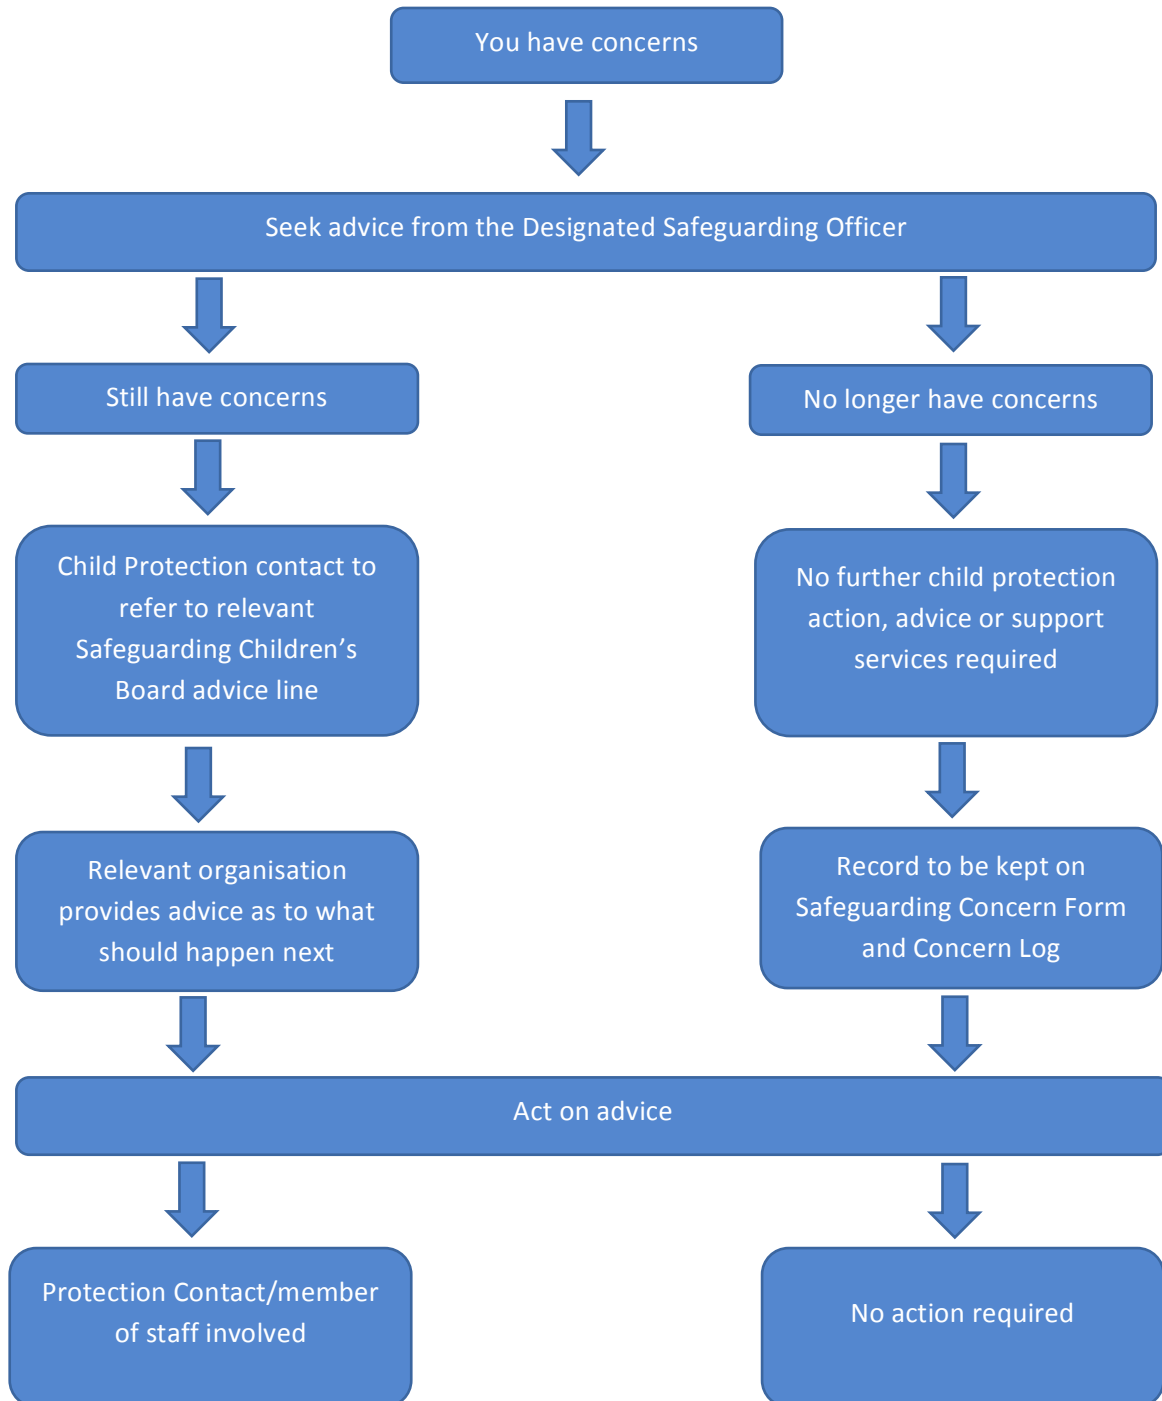 You have concerns
Seek advice from the Designated Safeguarding Officer
Still have concerns
No longer have concerns
Child Protection contact to
refer to relevant
Safeguarding Children’s
Board advice line
No further child protection
action, advice or support
services required
Relevant organisation
provides advice as to what
should happen next
Record to be kept on
Safeguarding Concern Form
and Concern Log
Act on advice
Protection Contact/member
of staff involved
No action required